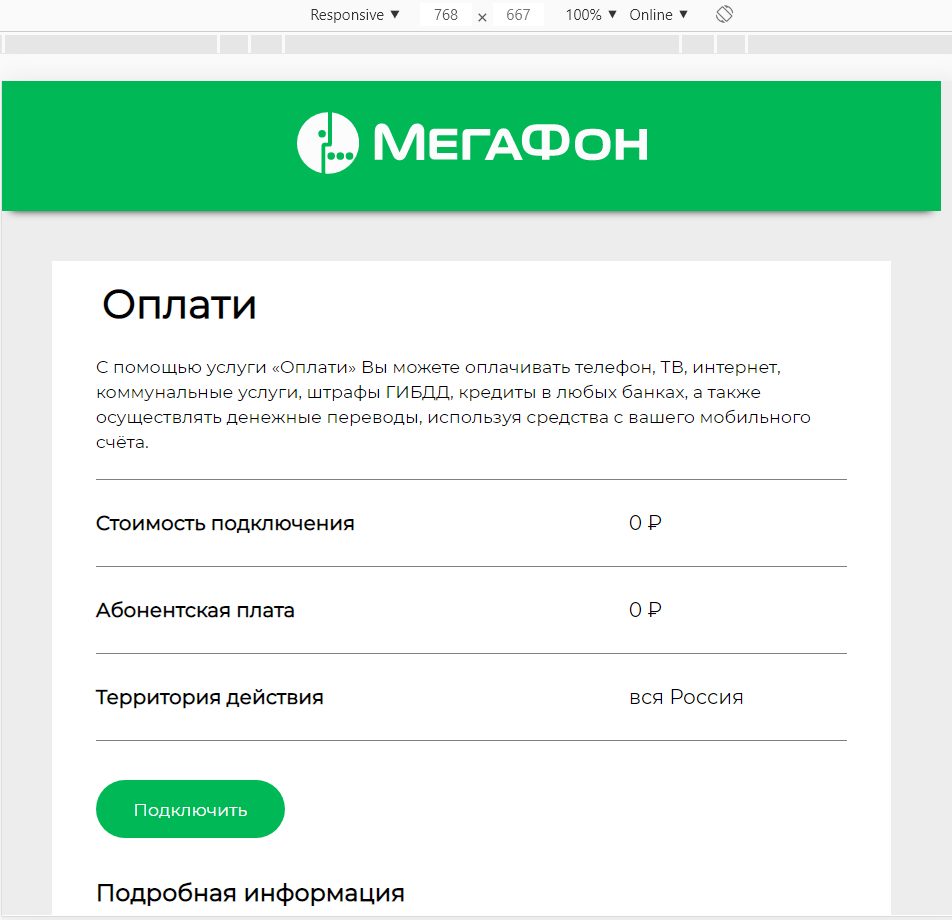 Responsive ▼ 768 × 667 100% ▼ Online ▼
МегаФон
Оплати
С помощью услуги «Оплати» Вы можете оплачивать телефон, ТВ, интернет,
коммунальные услуги, штрафы ГИБДД, кредиты в любых банках, а также
осуществлять денежные переводы, используя средства с вашего мобильного
счёта.
Стоимость подключения 0 ₽
Абонентская плата 0 ₽
Территория действия вся Россия
Подключить
Подробная информация